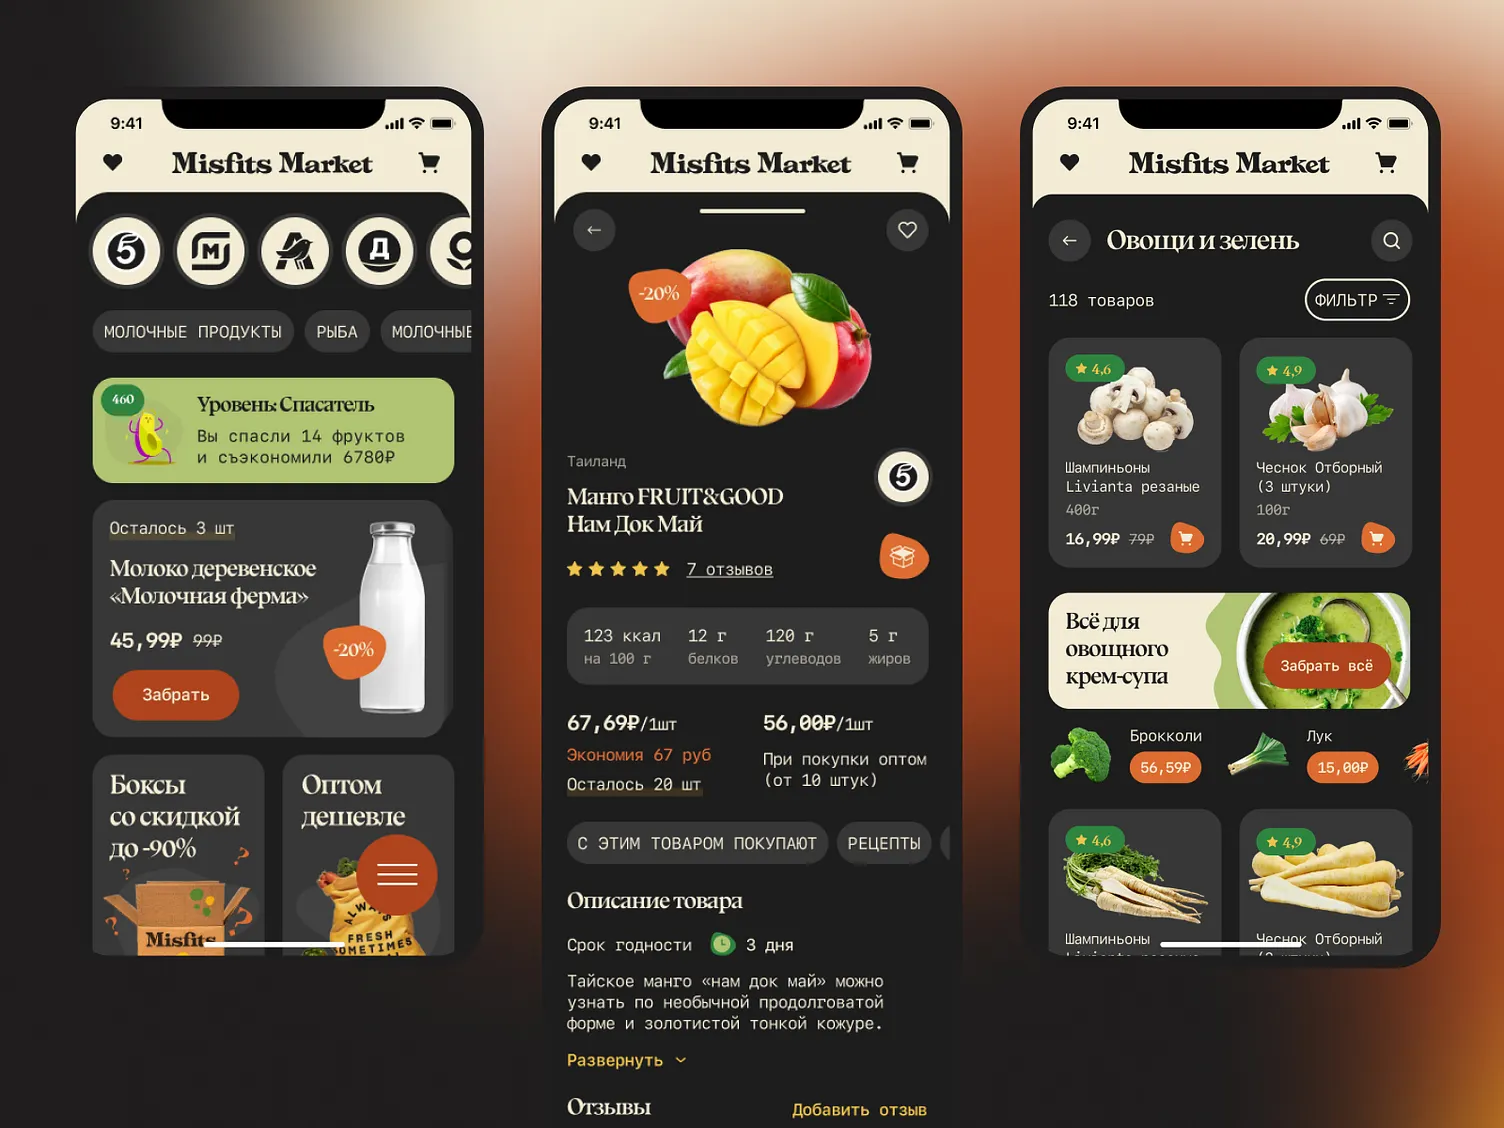 9:41
Misfits Market
5
М
А
Д
МОЛОЧНЫЕ ПРОДУКТЫ
РЫБА
МОЛОЧНЫЕ
460
Уровень: Спасатель
Вы спасли 14 фруктов
и съэкономили 6780₽
Осталось 3 шт
Молоко деревенское
«Молочная ферма»
45,99₽ 99₽
-20%
Забрать
Боксы
со скидкой
до -90%
Misfits
Оптом
дешевле
ALWAYS
FRESH
SOMETIMES
9:41
Misfits Market
-20%
Таиланд
5
Манго FRUIT&GOOD
Нам Док Май
7 отзывов
123 ккал
на 100 г
12 г
белков
120 г
углеводов
5 г
жиров
67,69₽/1шт
Экономия 67 руб
Осталось 20 шт
56,00₽/1шт
При покупки оптом
(от 10 штук)
С ЭТИМ ТОВАРОМ ПОКУПАЮТ
РЕЦЕПТЫ
Описание товара
Срок годности 3 дня
Тайское манго «нам док май» можно
узнать по необычной продолговатой
форме и золотистой тонкой кожуре.
Развернуть
Отзывы
Добавить отзыв
9:41
Misfits Market
Овощи и зелень
118 товаров
ФИЛЬТР
4,6
Шампиньоны
Livianta резаные
400г
16,99₽ 79₽
4,9
Чеснок Отборный
(3 штуки)
100г
20,99₽ 69₽
Всё для
овощного
крем-супа
Забрать всё
Брокколи
56,59₽
Лук
15,00₽
4,6
Шампиньоны
Livianta резаные
4,9
Чеснок Отборный
(3 штуки)